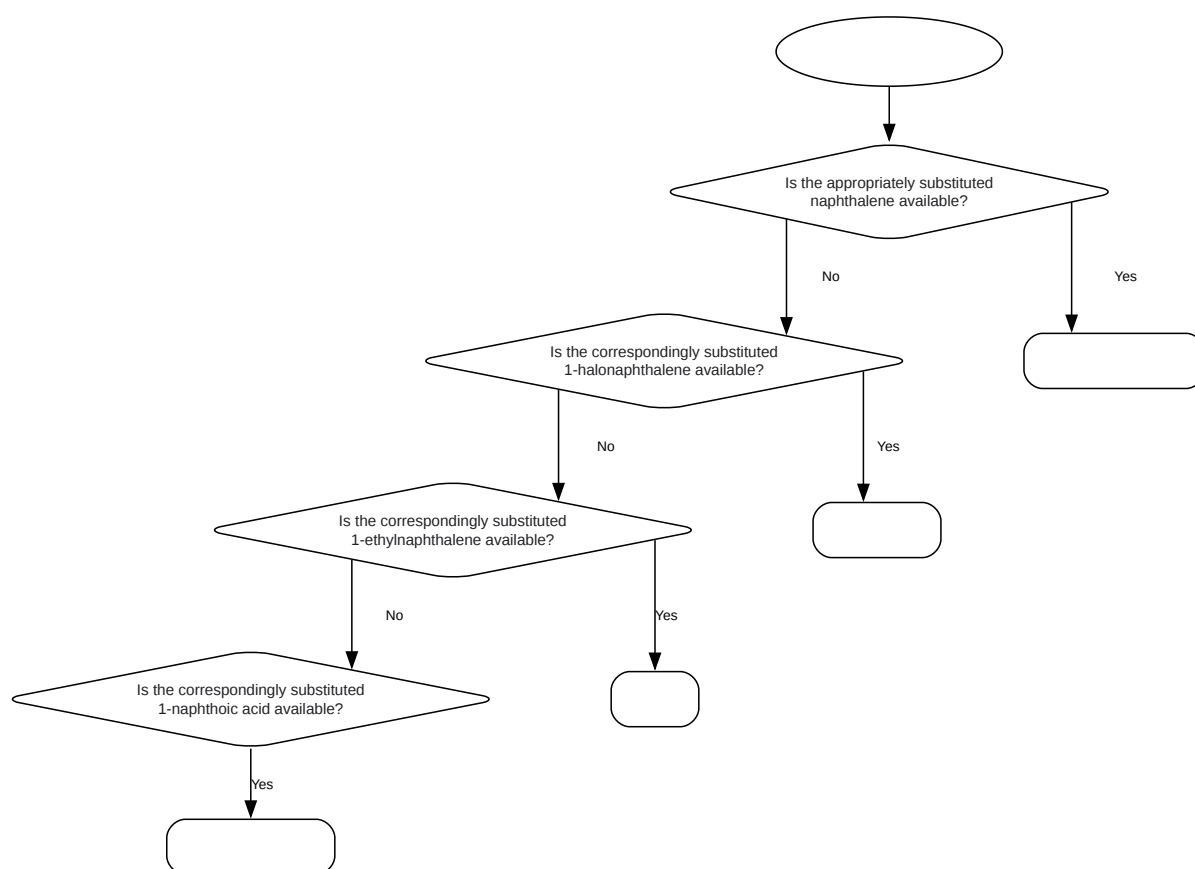 Is the appropriately substituted
naphthalene available?
No
Yes
Is the correspondingly substituted
1-halonaphthalene available?
No
Yes
Is the correspondingly substituted
1-ethylnaphthalene available?
No
Yes
Is the correspondingly substituted
1-naphthoic acid available?
Yes